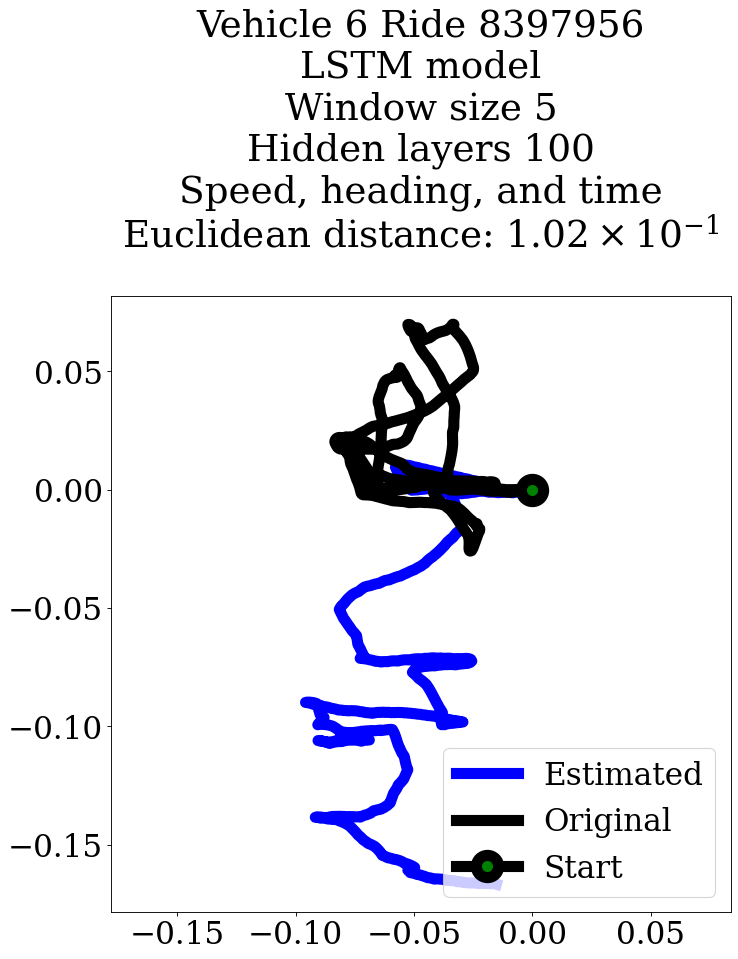 Vehicle 6 Ride 8397956
LSTM model
Window size 5
Hidden layers 100
Speed, heading, and time
Euclidean distance: 1.02 × 10⁻¹
0.05
0.00
−0.05
−0.10
−0.15
Estimated
Original
Start
−0.15 −0.10 −0.05 0.00 0.05